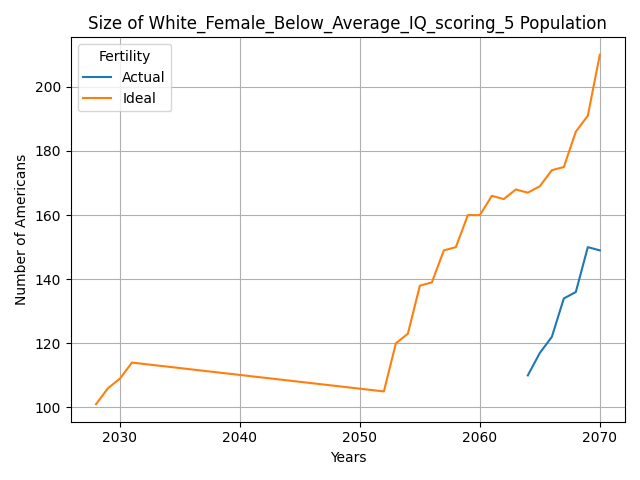 Size of White_Female_Below_Average_IQ_scoring_5 Population
Fertility
Actual
Ideal
Number of Americans
200
180
160
140
120
100
2030
2040
2050
2060
2070
Years